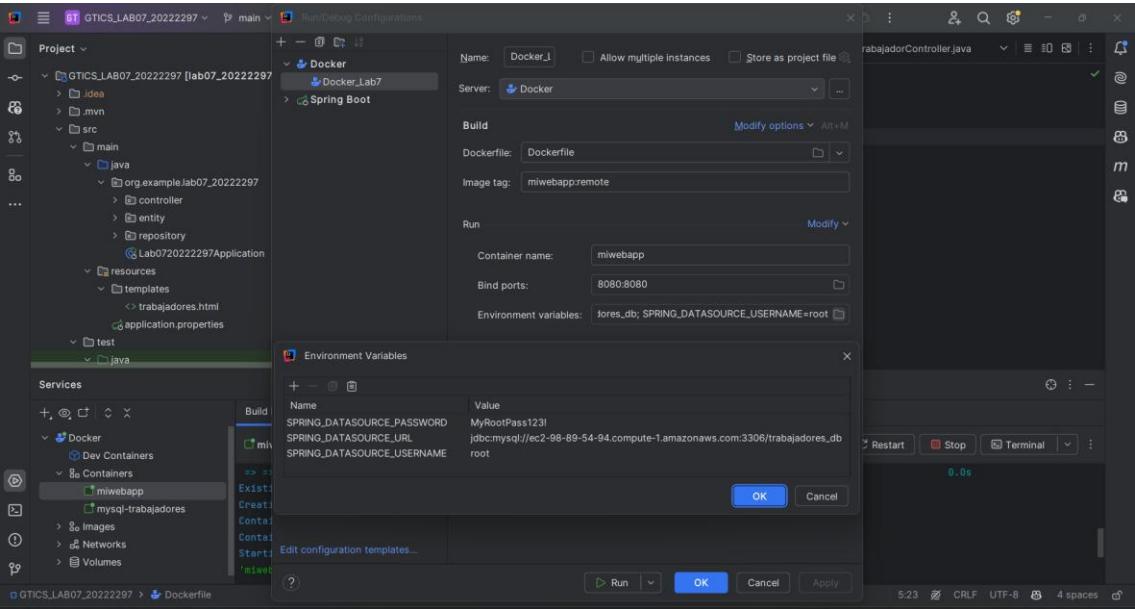 GT GTICS_LAB07_20222297
main
Run/Debug Configurations
Project
GTICS_LAB07_20222297 [lab07_20222297
.idea
.mvn
src
main
java
org.example.lab07_20222297
controller
entity
repository
Lab0720222297Application
resources
templates
<> trabajadores.html
application.properties
test
java
Docker
Docker_Lab7
Spring Boot
Edit configuration templates...
Name: Docker_L
Allow multiple instances
Store as project file
Server: Docker
Build
Modify options
Alt+M
Dockerfile: Dockerfile
Image tag: miwebapp:remote
Run
Modify
Container name: miwebapp
Bind ports: 8080:8080
Environment variables: dores_db; SPRING_DATASOURCE_USERNAME=root
rabajadorController.java
Environment Variables
Name Value
SPRING_DATASOURCE_PASSWORD MyRootPass123!
SPRING_DATASOURCE_URL jdbc:mysql://ec2-98-89-54-94.compute-1.amazonaws.com:3306/trabajadores_db
SPRING_DATASOURCE_USERNAME root
OK Cancel
Run OK Cancel Apply
Services
Docker
Dev Containers
Containers
miwebapp
mysql-trabajadores
Images
Networks
Volumes
Build
miv
=> =>
Existi
Creati
Contai
Contai
Starti
'miweb
Restart Stop Terminal
0.0s
GTICS_LAB07_20222297 > Dockerfile
5:23 CRLF UTF-8 4 spaces